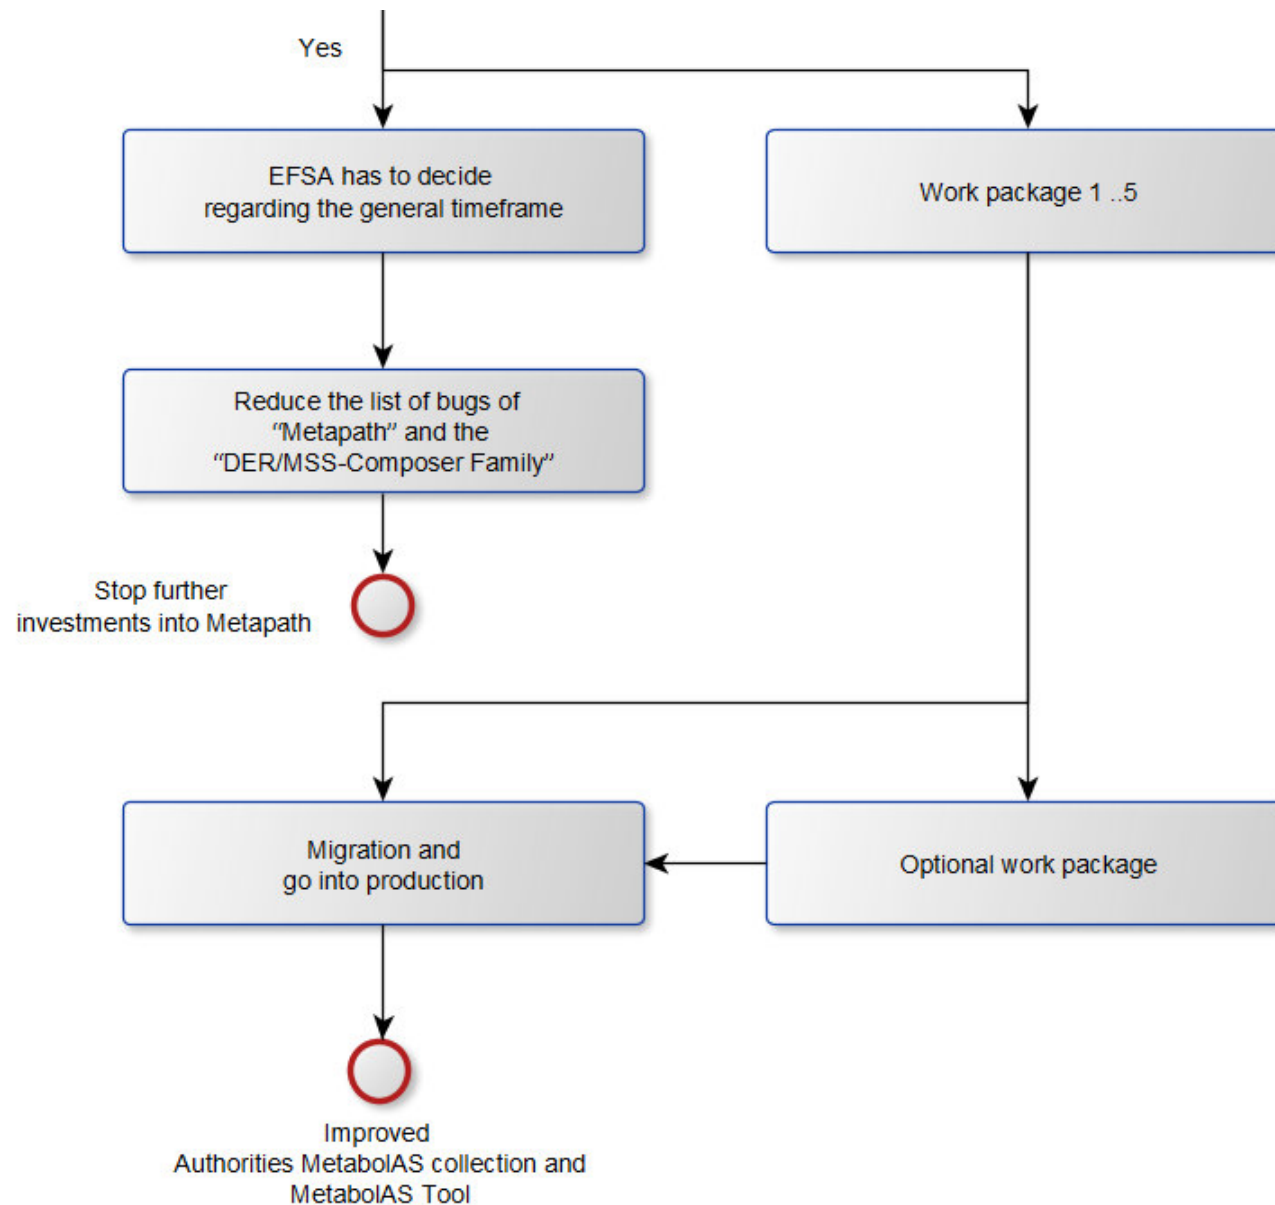 Yes
EFSA has to decide
regarding the general timeframe
Work package 1 ..5
Reduce the list of bugs of
“Metapath” and the
“DER/MSS-Composer Family”
Stop further
investments into Metapath
Migration and
go into production
Optional work package
Improved
Authorities MetabolAS collection and
MetabolAS Tool